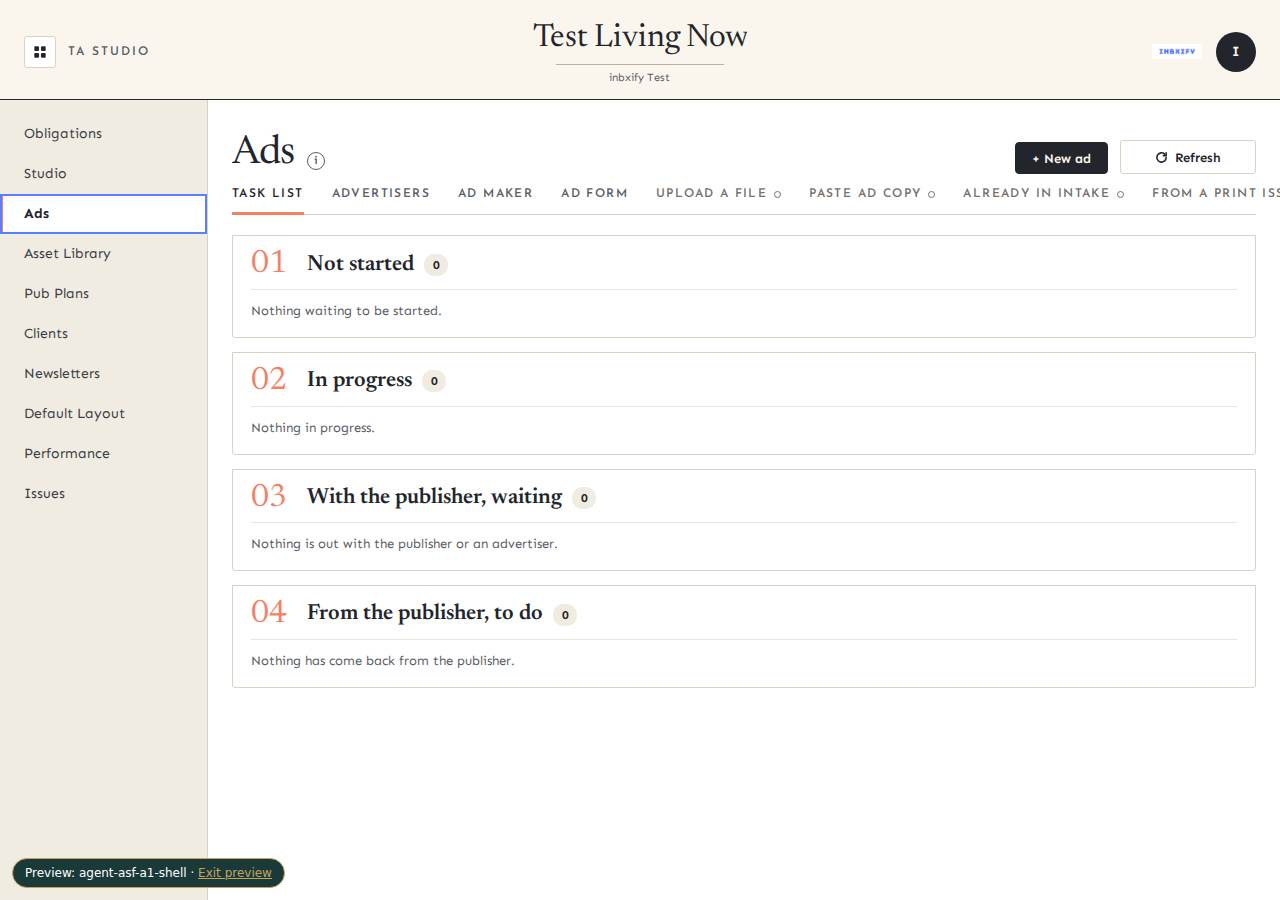 TA STUDIO
Test Living Now
inbxify Test
INBXIFY
I
Obligations
Studio
Ads
Asset Library
Pub Plans
Clients
Newsletters
Default Layout
Performance
Issues
Ads
i
+ New ad
Refresh
TASK LIST ADVERTISERS AD MAKER AD FORM UPLOAD A FILE PASTE AD COPY ALREADY IN INTAKE FROM A PRINT ISS
01 Not started 0
Nothing waiting to be started.
02 In progress 0
Nothing in progress.
03 With the publisher, waiting 0
Nothing is out with the publisher or an advertiser.
04 From the publisher, to do 0
Nothing has come back from the publisher.
Preview: agent-asf-a1-shell · Exit preview